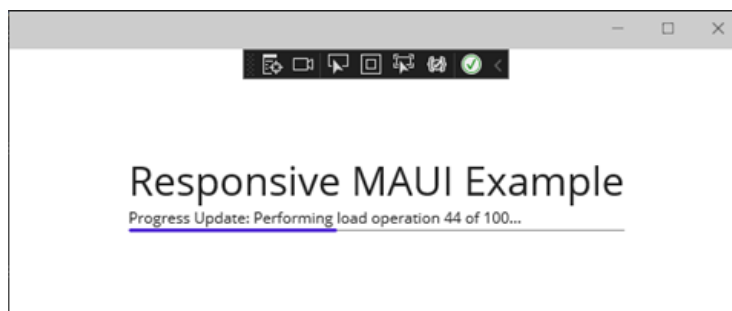 Responsive MAUI Example
Progress Update: Performing load operation 44 of 100...